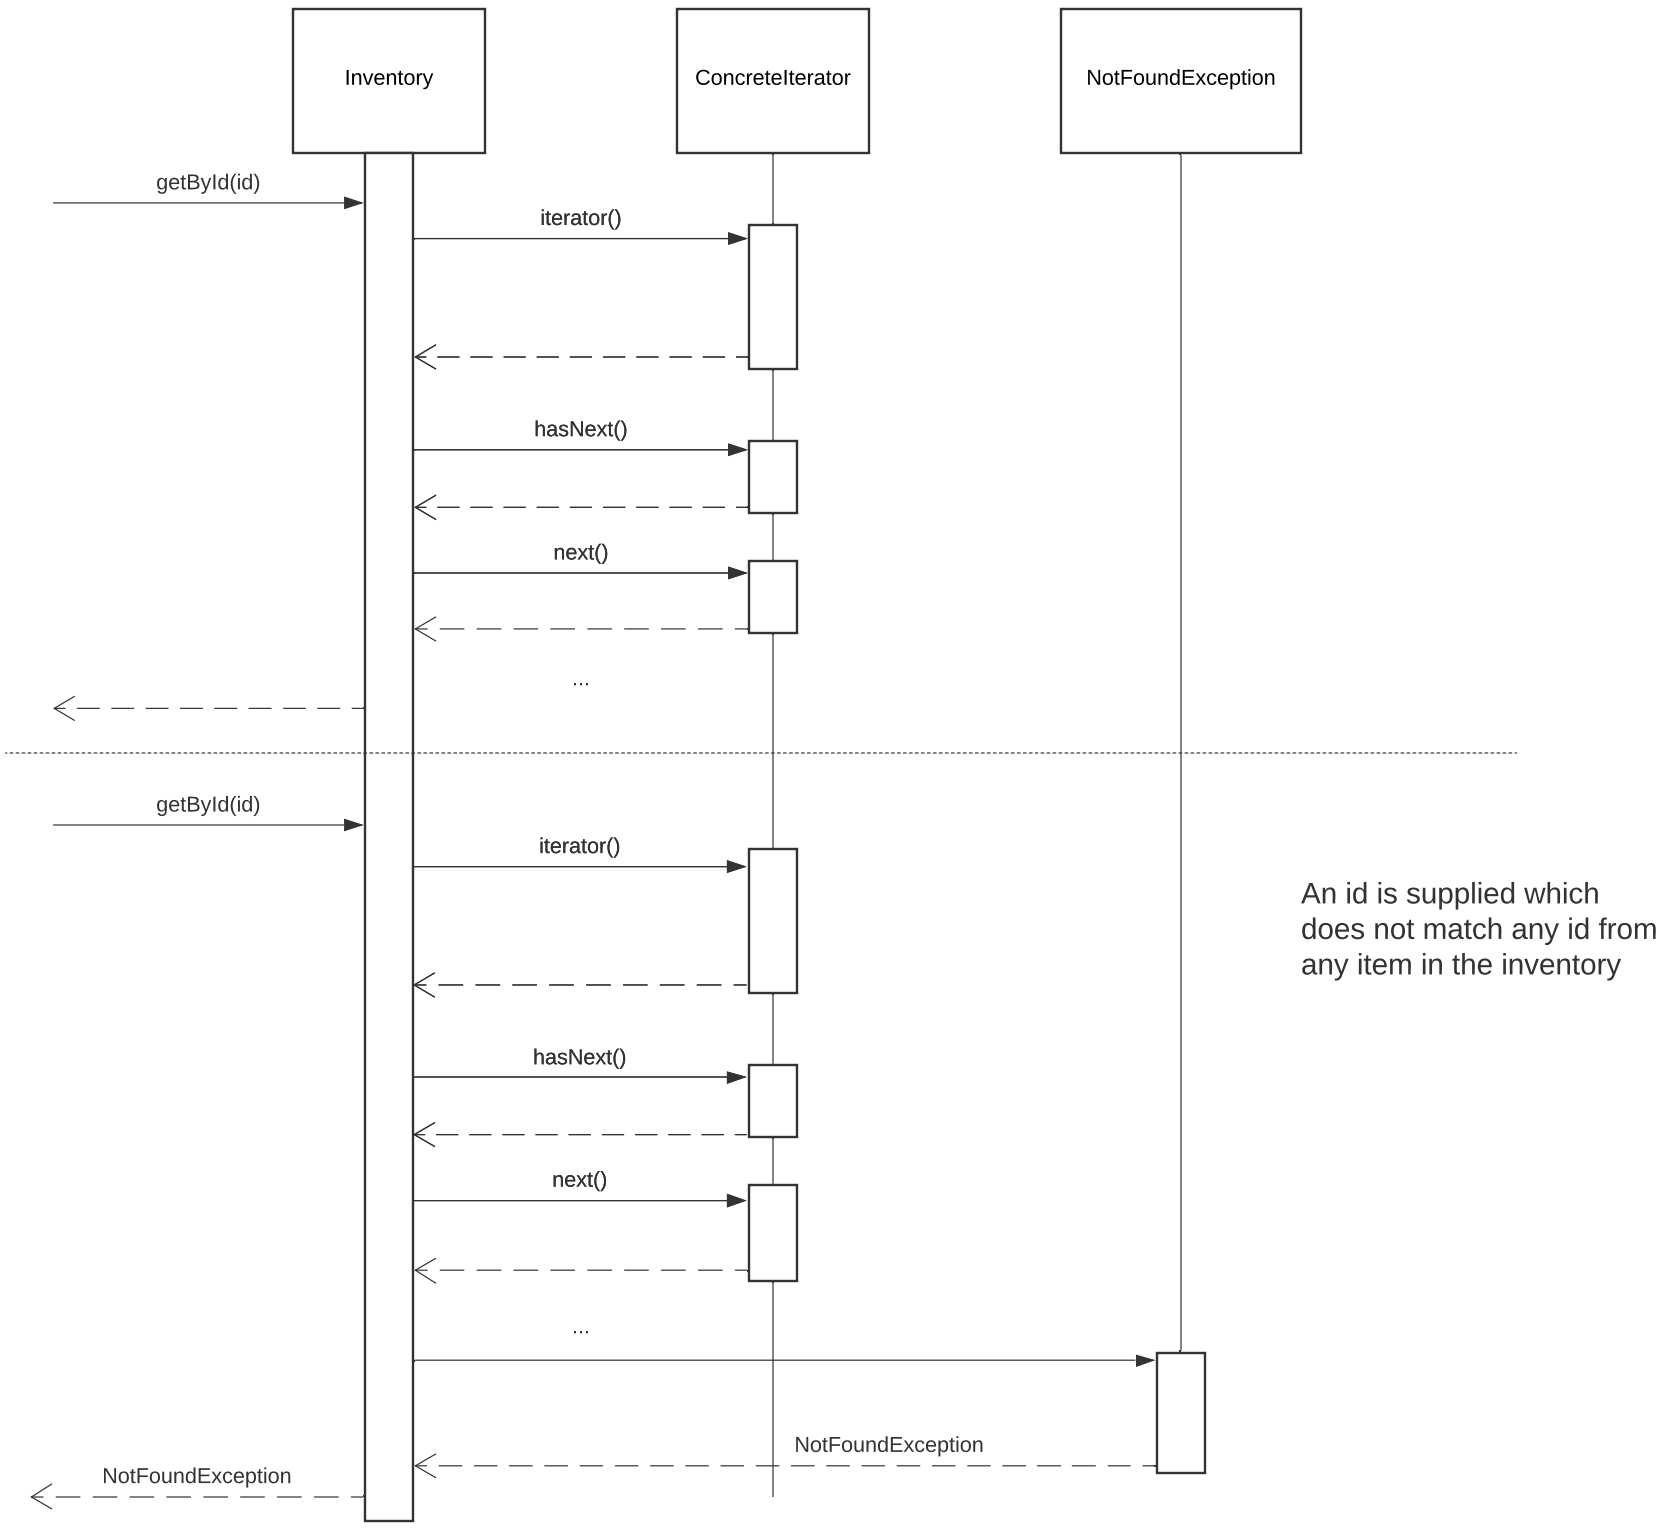 Inventory
ConcreteIterator
NotFoundException
getById(id)
iterator()
hasNext()
next()
...
getById(id)
iterator()
An id is supplied which
does not match any id from
any item in the inventory
hasNext()
next()
...
NotFoundException
NotFoundException